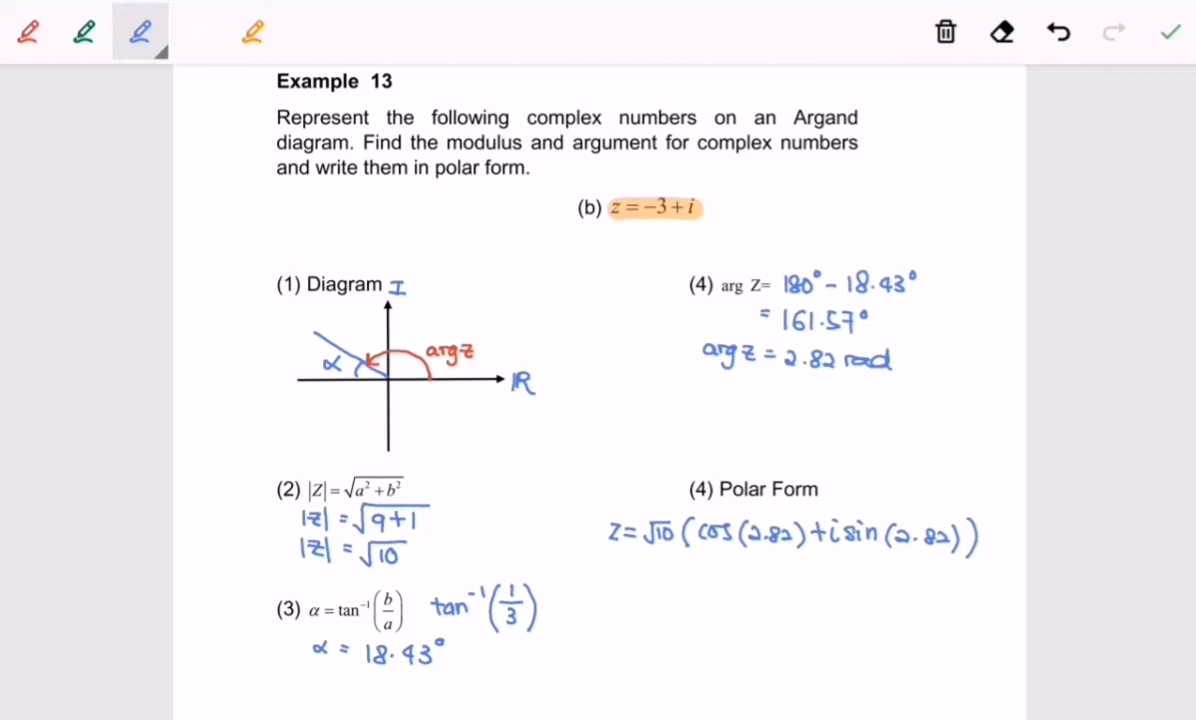 Example 13
Represent the following complex numbers on an Argand
diagram. Find the modulus and argument for complex numbers
and write them in polar form.
(b) z = −3 + i
(1) Diagram
I
α
arg z
R
(2) |Z| = √(a² + b²)
|z| = √(9+1)
|z| = √10
(3) α = tan⁻¹(b/a) tan⁻¹(1/3)
α = 18.43°
(4) arg Z= 180° − 18.43°
= 161.57°
arg z = 2.82 rad
(4) Polar Form
z = √10 (cos(2.82) + i sin(2.82))